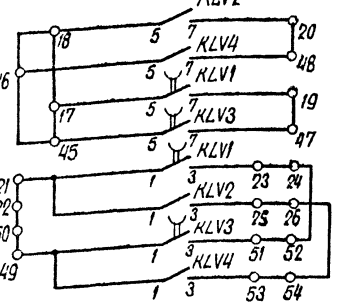 KLV2
18 5 7 20
KLV4
16 5 7 48
KLV1
17 5 7 19
KLV3
45 5 7 47
KLV1
21 1 3 23 24
KLV2
22 1 3 25 26
KLV3
50 1 3 51 52
49
KLV4
1 3 53 54